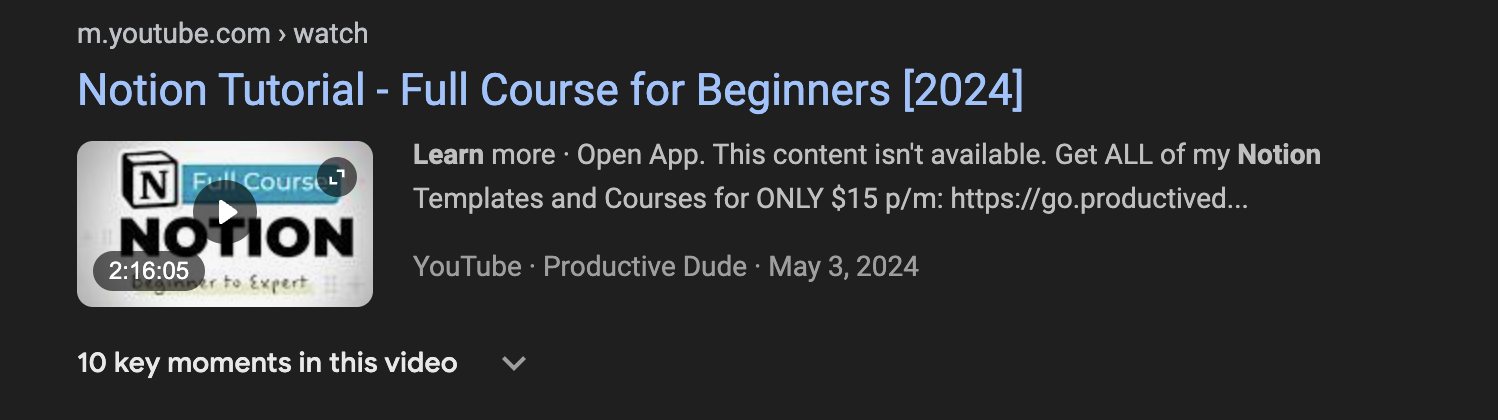 m.youtube.com › watch
Notion Tutorial - Full Course for Beginners [2024]
Learn more · Open App. This content isn't available. Get ALL of my Notion
Templates and Courses for ONLY $15 p/m: https://go.productived...
YouTube · Productive Dude · May 3, 2024
N Full Course
NOTION
2:16:05
Beginner to Expert
10 key moments in this video